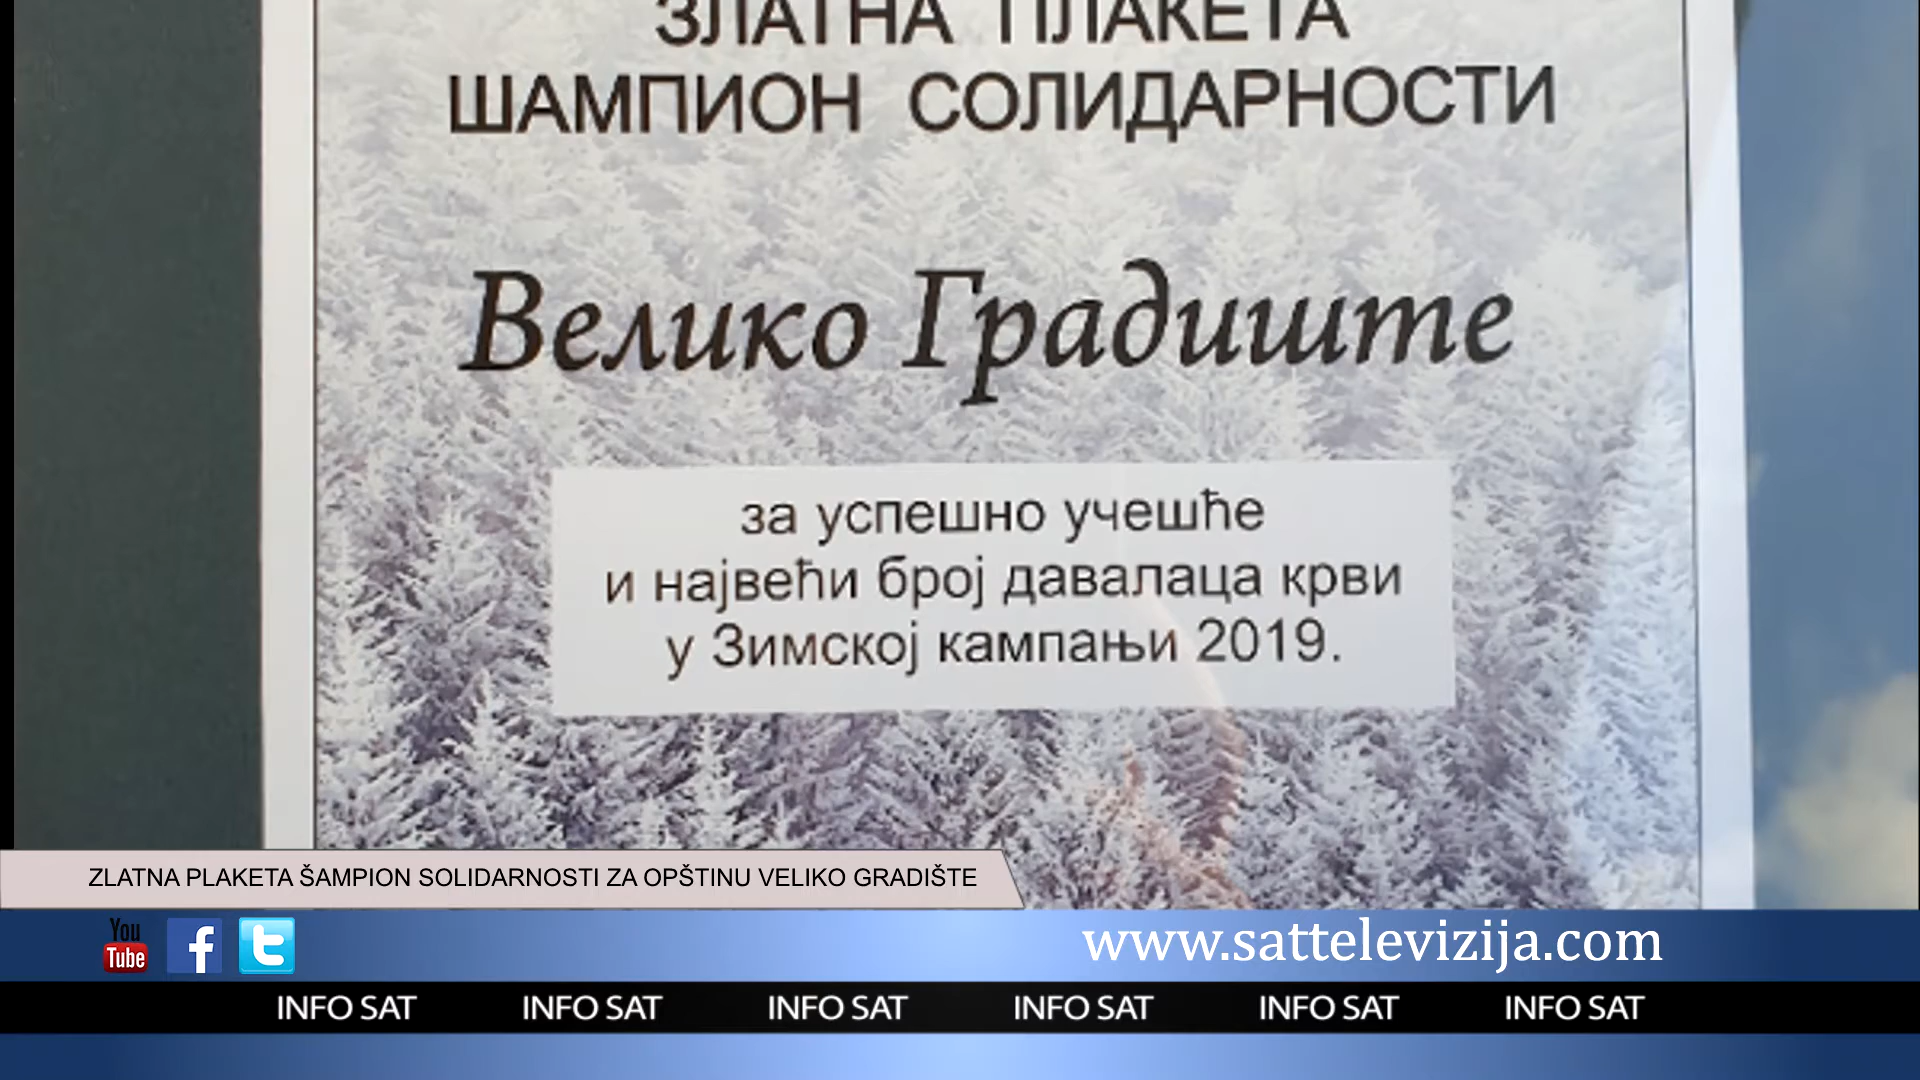 ЗЛАТНА ПЛАКЕТА
ШАМПИОН СОЛИДАРНОСТИ
Велико Градиште
за успешно учешће
и највећи број давалаца крви
у Зимској кампањи 2019.
ZLATNA PLAKETA ŠAMPION SOLIDARNOSTI ZA OPŠTINU VELIKO GRADIŠTE
You Tube f t www.sattelevizija.com
INFO SAT INFO SAT INFO SAT INFO SAT INFO SAT INFO SAT